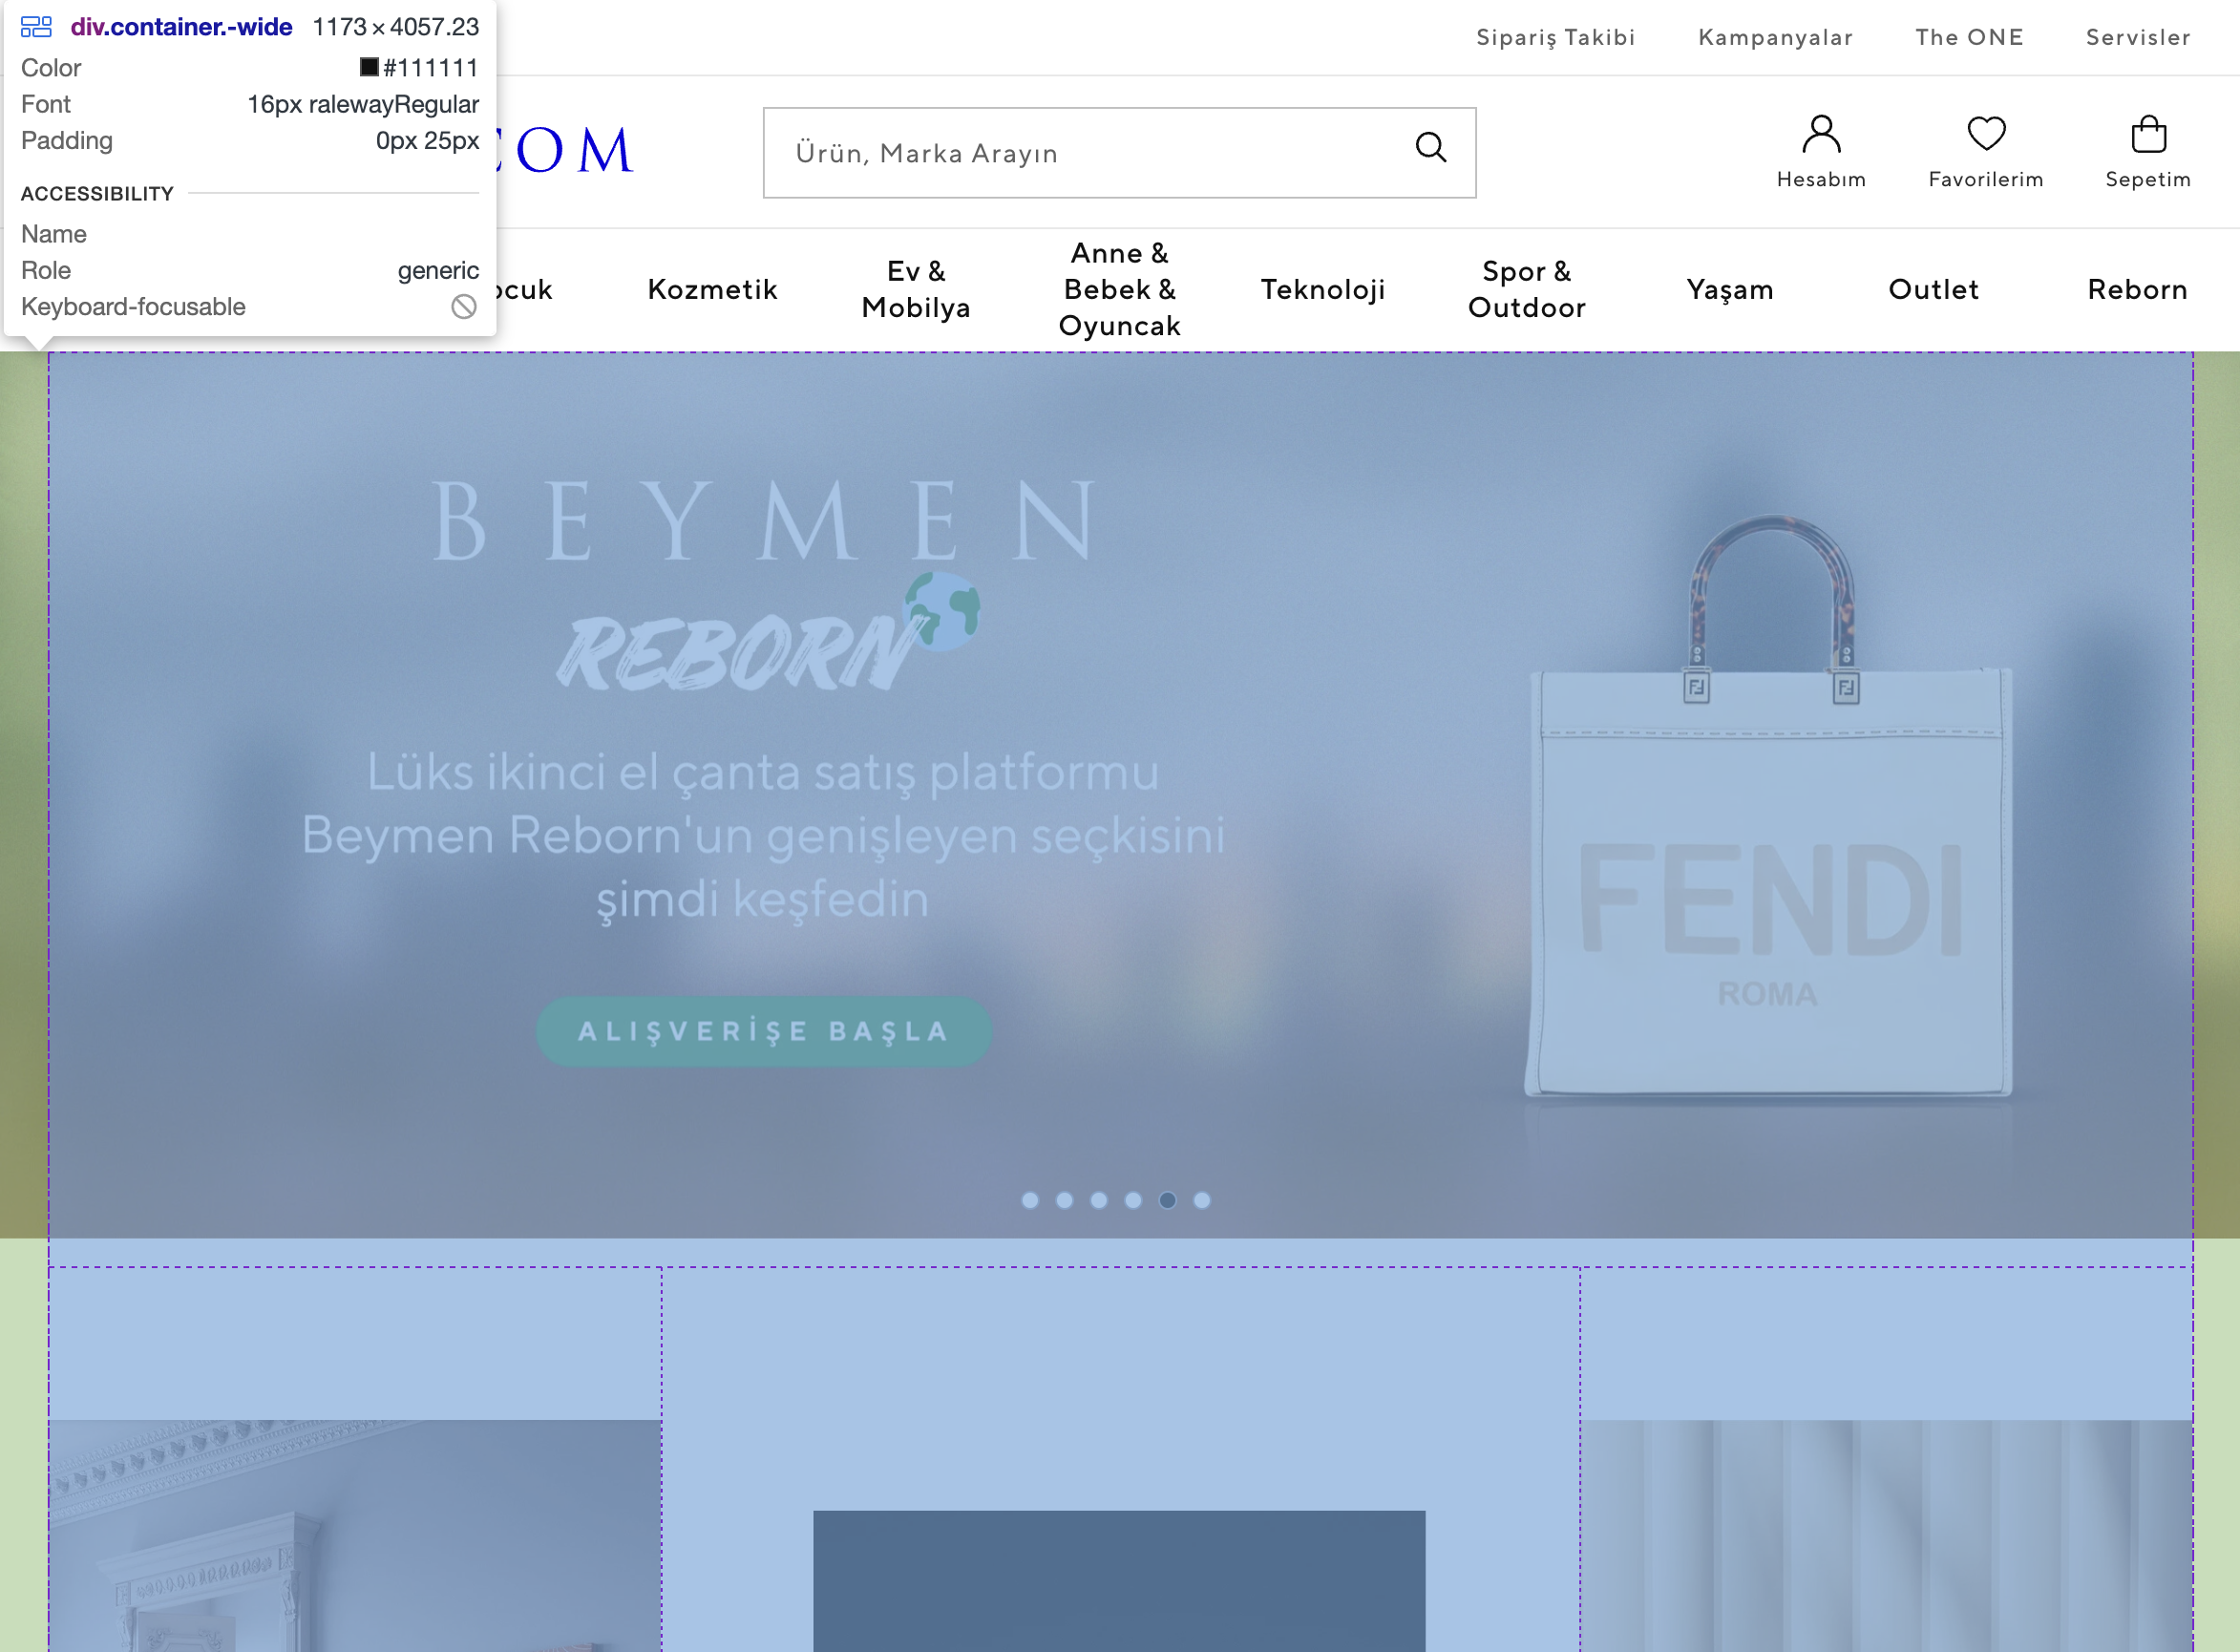 div.container.-wide 1173 × 4057.23
Color #111111
Font 16px ralewayRegular
Padding 0px 25px
ACCESSIBILITY
Name
Role generic
Keyboard-focusable
Sipariş Takibi Kampanyalar The ONE Servisler
COM
Ürün, Marka Arayın
Hesabım Favorilerim Sepetim
ocuk Kozmetik Ev & Mobilya Anne & Bebek & Oyuncak Teknoloji Spor & Outdoor Yaşam Outlet Reborn
BEYMEN
REBORN
Lüks ikinci el çanta satış platformu
Beymen Reborn'un genişleyen seçkisini
şimdi keşfedin
ALIŞVERİŞE BAŞLA
FENDI
ROMA